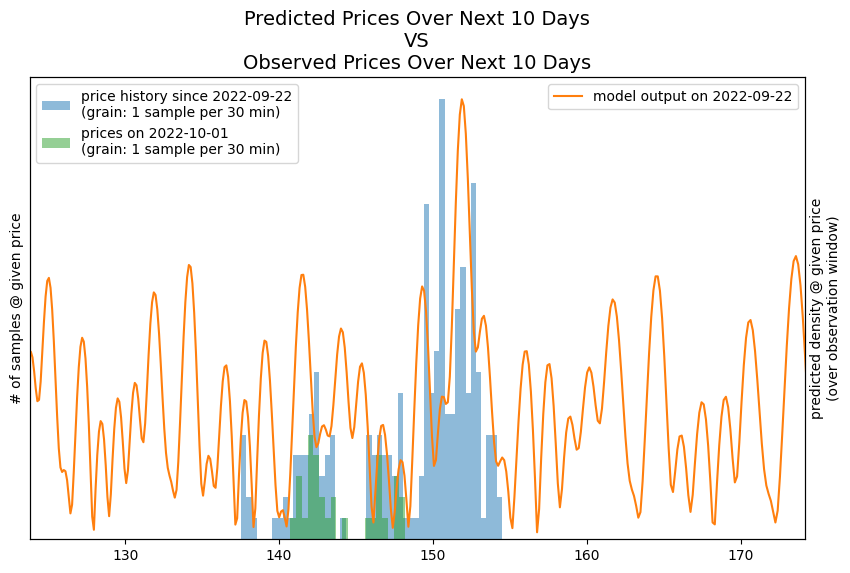 Predicted Prices Over Next 10 Days
VS
Observed Prices Over Next 10 Days
price history since 2022-09-22
(grain: 1 sample per 30 min)
prices on 2022-10-01
(grain: 1 sample per 30 min)
model output on 2022-09-22
# of samples @ given price
predicted density @ given price
(over observation window)
130 140 150 160 170